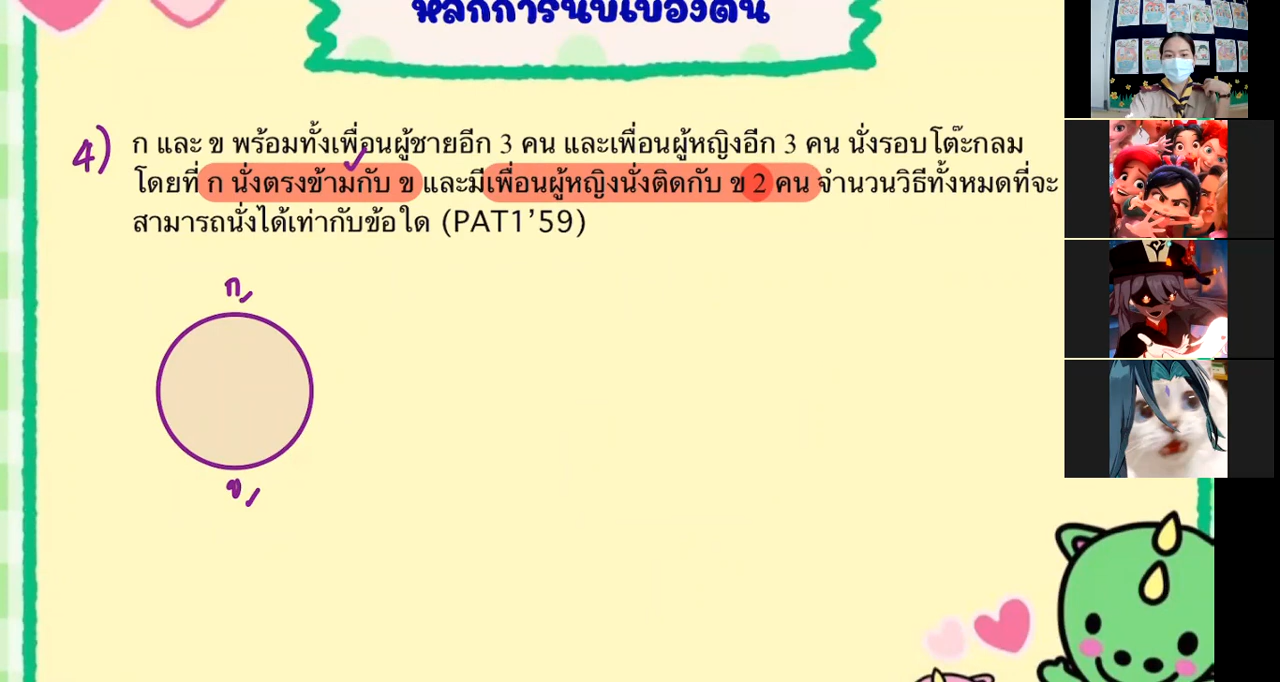 หลักการนับเบื้องต้น
4) ก และ ข พร้อมทั้งเพื่อนผู้ชายอีก 3 คน และเพื่อนผู้หญิงอีก 3 คน นั่งรอบโต๊ะกลม
โดยที่ ก นั่งตรงข้ามกับ ข และมีเพื่อนผู้หญิงนั่งติดกับ ข 2 คน จำนวนวิธีทั้งหมดที่จะ
สามารถนั่งได้เท่ากับข้อใด (PAT1'59)
ก
ข